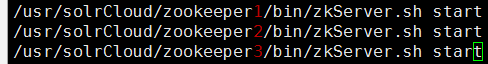 /usr/solrCloud/zookeeper1/bin/zkServer.sh start
/usr/solrCloud/zookeeper2/bin/zkServer.sh start
/usr/solrCloud/zookeeper3/bin/zkServer.sh start